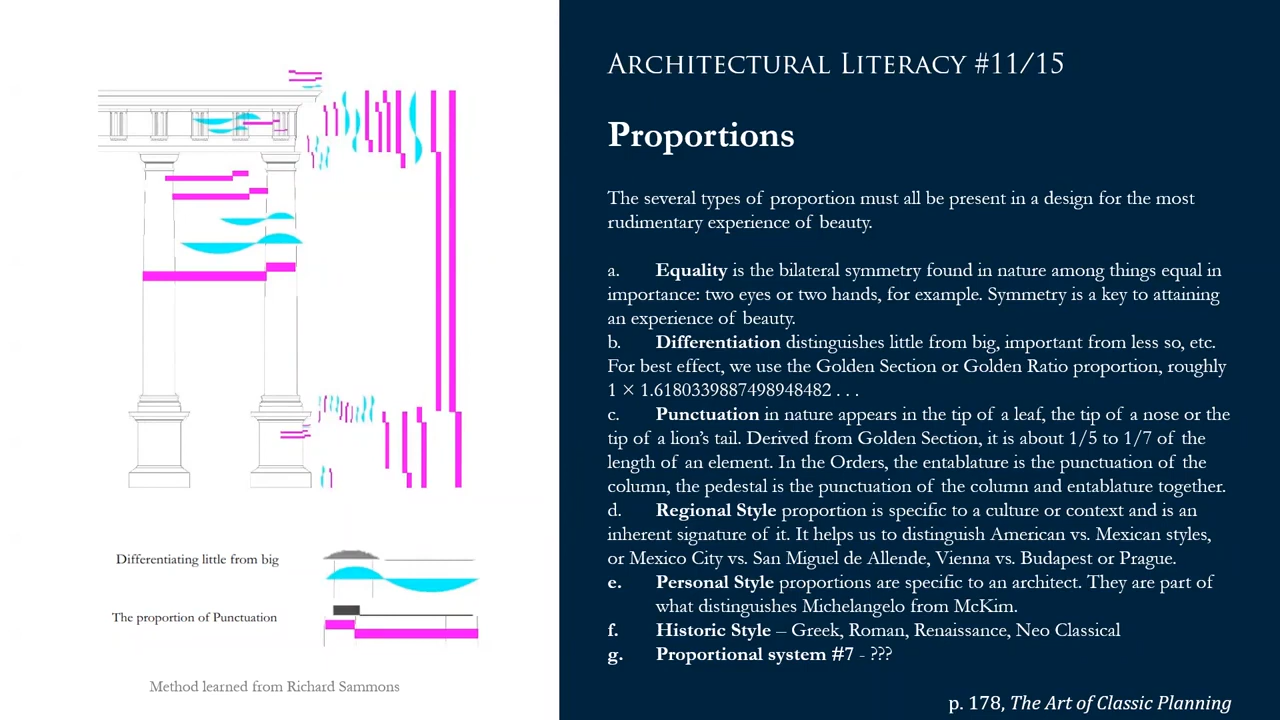 ARCHITECTURAL LITERACY #11/15
Proportions
The several types of proportion must all be present in a design for the most
rudimentary experience of beauty.
a. Equality is the bilateral symmetry found in nature among things equal in
importance: two eyes or two hands, for example. Symmetry is a key to attaining
an experience of beauty.
b. Differentiation distinguishes little from big, important from less so, etc.
For best effect, we use the Golden Section or Golden Ratio proportion, roughly
1 × 1.6180339887498948482 . . .
c. Punctuation in nature appears in the tip of a leaf, the tip of a nose or the
tip of a lion’s tail. Derived from Golden Section, it is about 1/5 to 1/7 of the
length of an element. In the Orders, the entablature is the punctuation of the
column, the pedestal is the punctuation of the column and entablature together.
d. Regional Style proportion is specific to a culture or context and is an
inherent signature of it. It helps us to distinguish American vs. Mexican styles,
or Mexico City vs. San Miguel de Allende, Vienna vs. Budapest or Prague.
e. Personal Style proportions are specific to an architect. They are part of
what distinguishes Michelangelo from McKim.
f. Historic Style – Greek, Roman, Renaissance, Neo Classical
g. Proportional system #7 - ???
p. 178, The Art of Classic Planning
Differentiating little from big
The proportion of Punctuation
Method learned from Richard Sammons